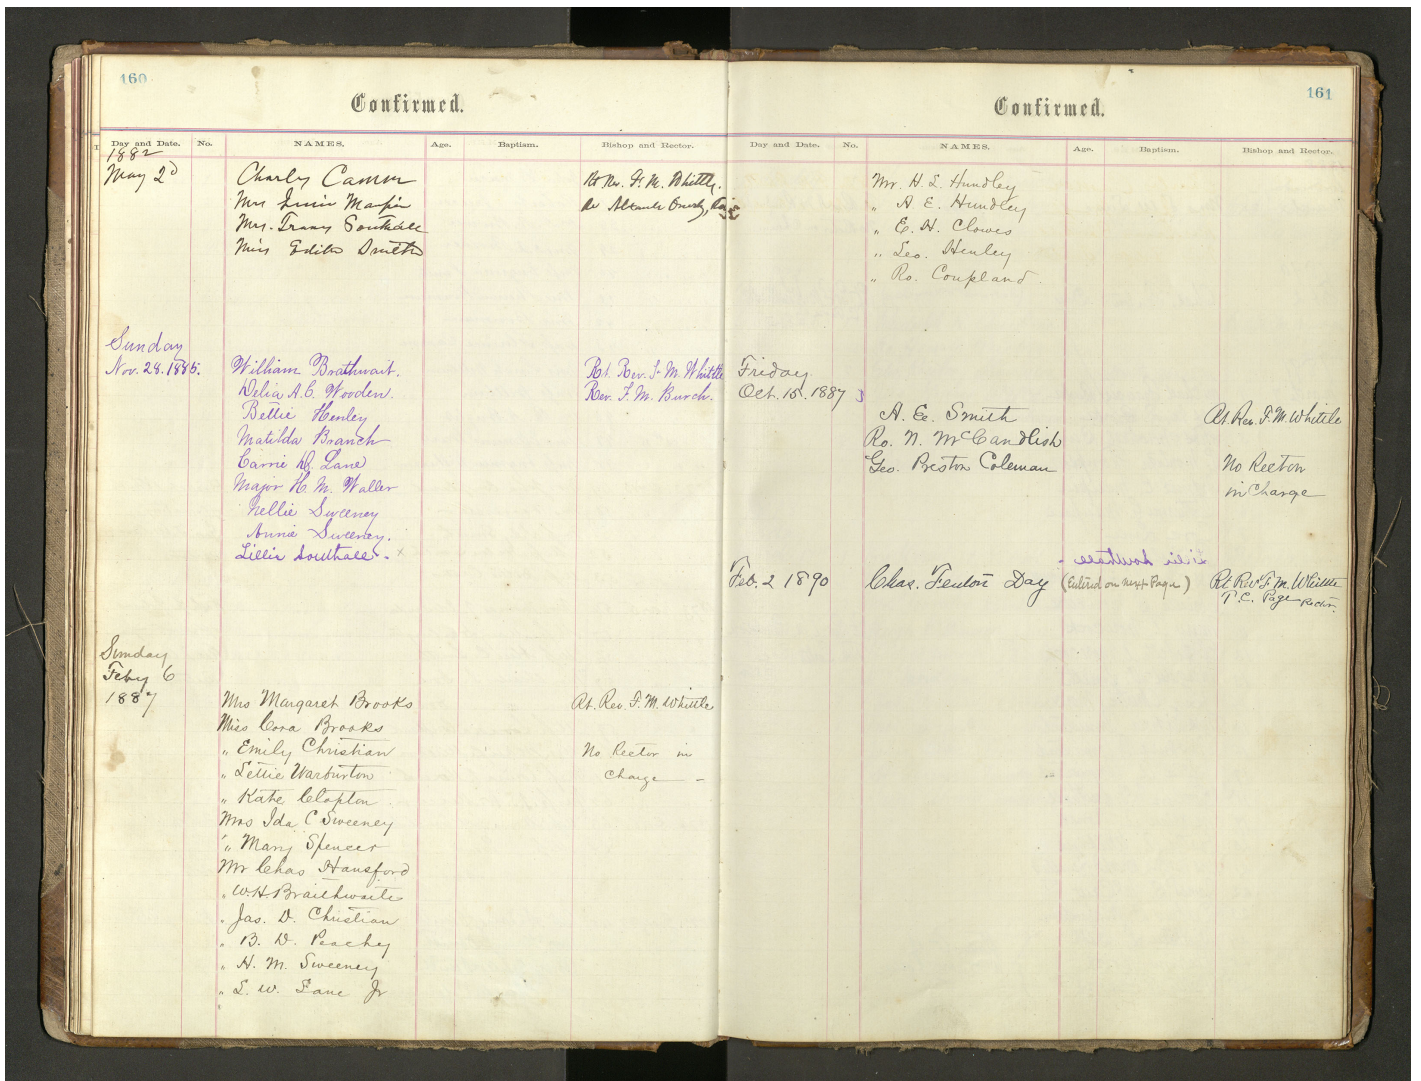 160
Confirmed.
Day and Date. No. NAMES. Age. Baptism. Bishop and Rector.
1882
May 2d Charly Rt Rev. F. M. Whittle.
Mrs
Mrs. Southall
Miss Edith Smith
Sunday
Nov. 28. 1885. William Brathwait. Rt. Rev. F. M. Whittle
Delia A. C. Wooden. Rev. F. M. Burch.
Bettie Henley
Matilda Branch
Carrie D. Lane
Major H. M. Waller
Nellie Sweeney
Annie Sweeney.
Lillie Southall. x
Sunday
Feby 6
1887 Mrs Margaret Brooks Rt. Rev. F. M. Whittle
Miss Cora Brooks
" Emily Christian No Rector in
" Lettie Warburton Charge –
" Kate Clopton
Mrs Ida C Sweeney
" Mary Spencer
Mr Chas Hansford
" W. H. Braithwaite
" Jas. D. Christian
" B. D. Peachy
" H. M. Sweeney
" L. W. Lane Jr
"
161
Confirmed.
Day and Date. No. NAMES. Age. Baptism. Bishop and Rector.
Mr. H. L. Hundley
" A E. Hundley
" E. H. Clowes
" Geo. Henley
" Ro. Coupland.
Friday
Oct. 15. 1887
A. E. Smith Rt. Rev. F. M. Whittle
Ro. N. McCandlish
Geo. Preston Coleman No Rector
in Charge
Feb. 2 1890 Chas. Fenton Day (Entered on next Page) Rt Rev F. M. Whittle
T. C. Page Rector.